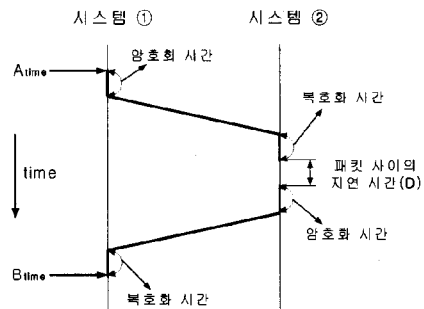 시스템 ①
시스템 ②
Atime
암호회 시간
복호화 시간
패킷 사이의
지연 시간(D)
time
암호화 시간
Btime
복호화 시간